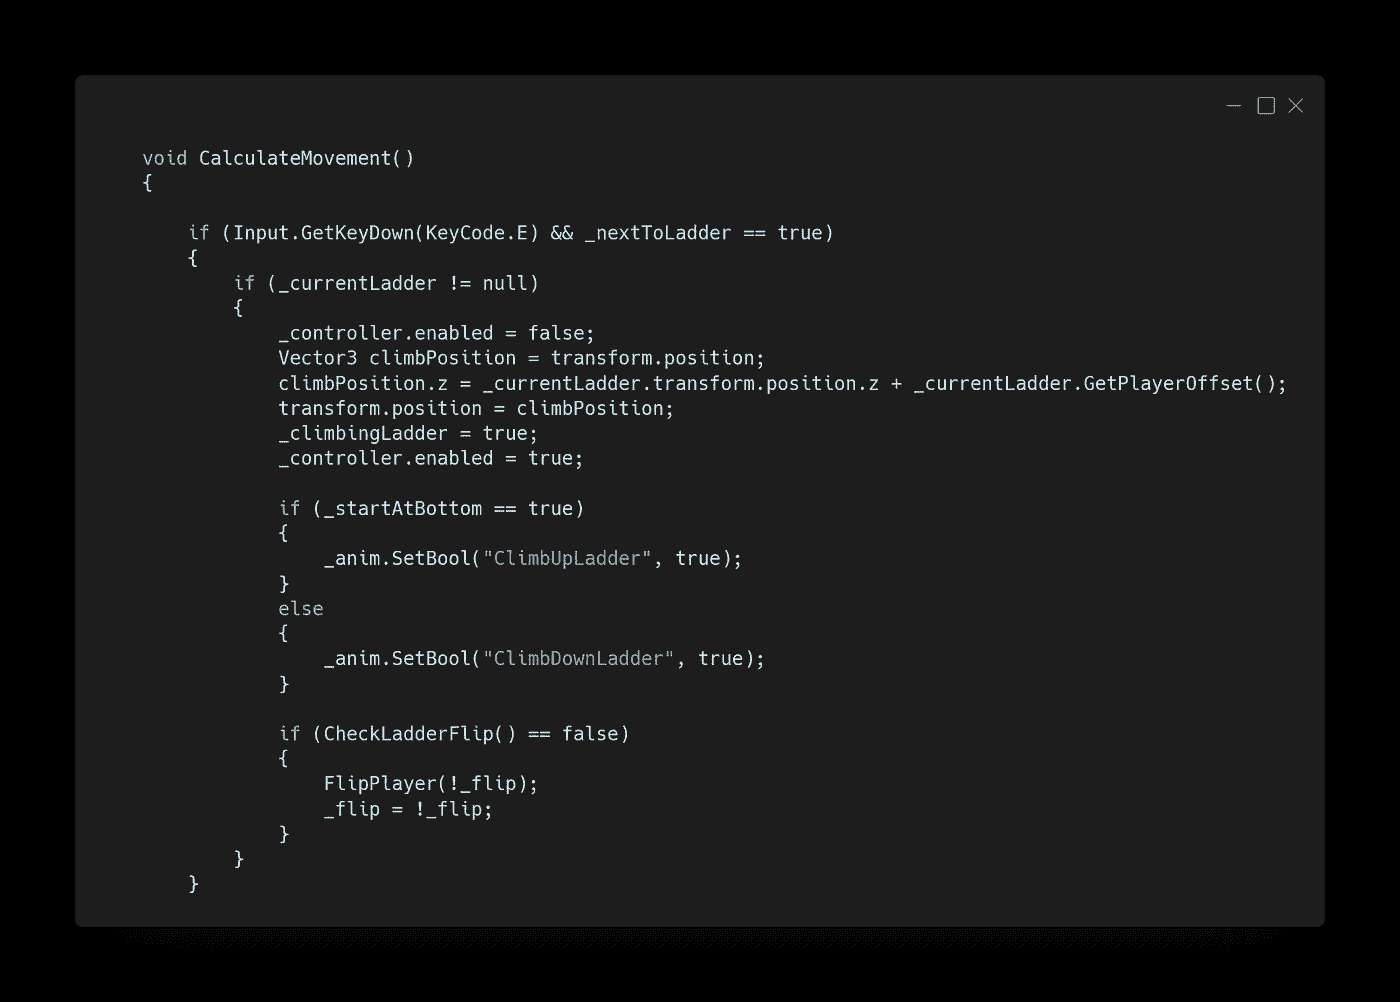 void CalculateMovement()
{
if (Input.GetKeyDown(KeyCode.E) && _nextToLadder == true)
{
if (_currentLadder != null)
{
_controller.enabled = false;
Vector3 climbPosition = transform.position;
climbPosition.z = _currentLadder.transform.position.z + _currentLadder.GetPlayerOffset();
transform.position = climbPosition;
_climbingLadder = true;
_controller.enabled = true;
if (_startAtBottom == true)
{
_anim.SetBool("ClimbUpLadder", true);
}
else
{
_anim.SetBool("ClimbDownLadder", true);
}
if (CheckLadderFlip() == false)
{
FlipPlayer(!_flip);
_flip = !_flip;
}
}
}